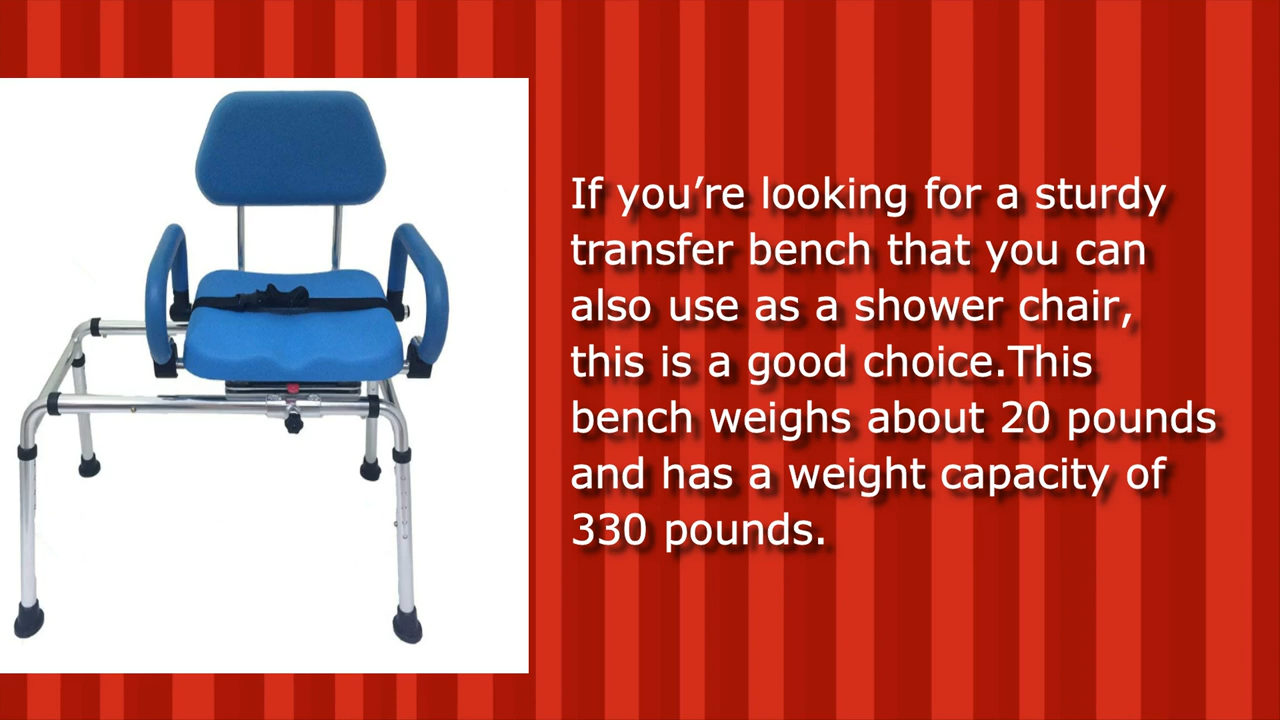 If you’re looking for a sturdy
transfer bench that you can
also use as a shower chair,
this is a good choice.This
bench weighs about 20 pounds
and has a weight capacity of
330 pounds.